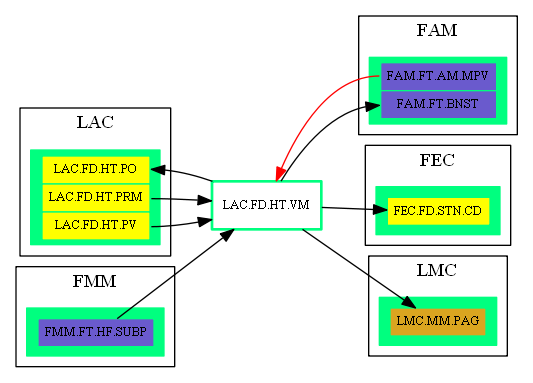 FAM
FAM.FT.AM.MPV
FAM.FT.BNST
LAC
LAC.FD.HT.PO
LAC.FD.HT.PRM
LAC.FD.HT.PV
LAC.FD.HT.VM
FEC
FEC.FD.STN.CD
FMM
FMM.FT.HF.SUBP
LMC
LMC.MM.PAG